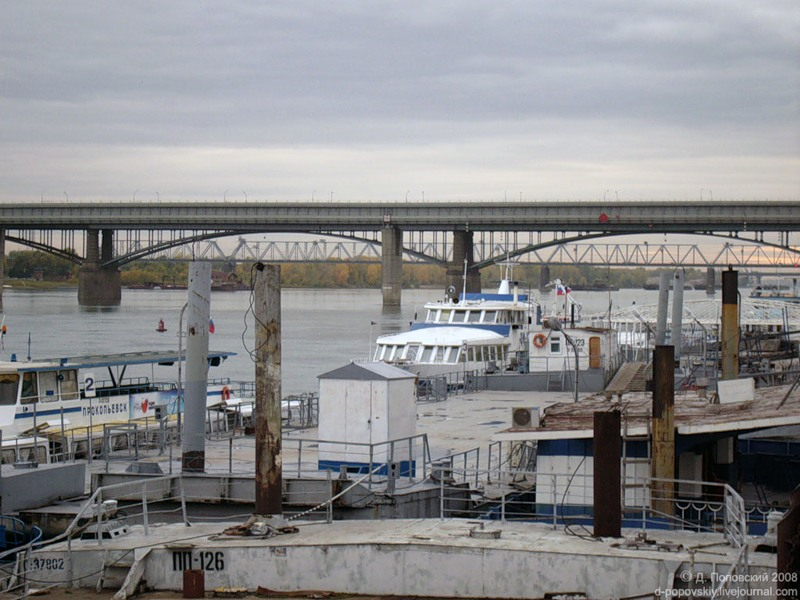 2
ПРОКОПЬЕВСК
37802
ПП-126
© Д. Поповский 2008
d-popovskiy.livejournal.com